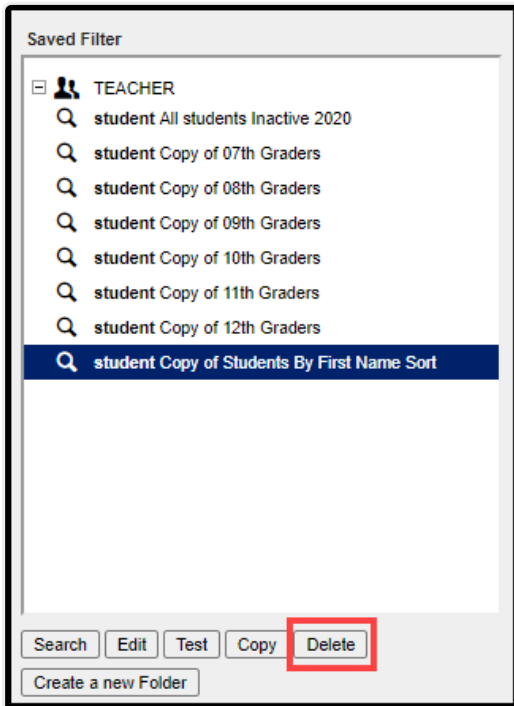 Saved Filter
TEACHER
student All students Inactive 2020
student Copy of 07th Graders
student Copy of 08th Graders
student Copy of 09th Graders
student Copy of 10th Graders
student Copy of 11th Graders
student Copy of 12th Graders
student Copy of Students By First Name Sort
Search Edit Test Copy Delete
Create a new Folder